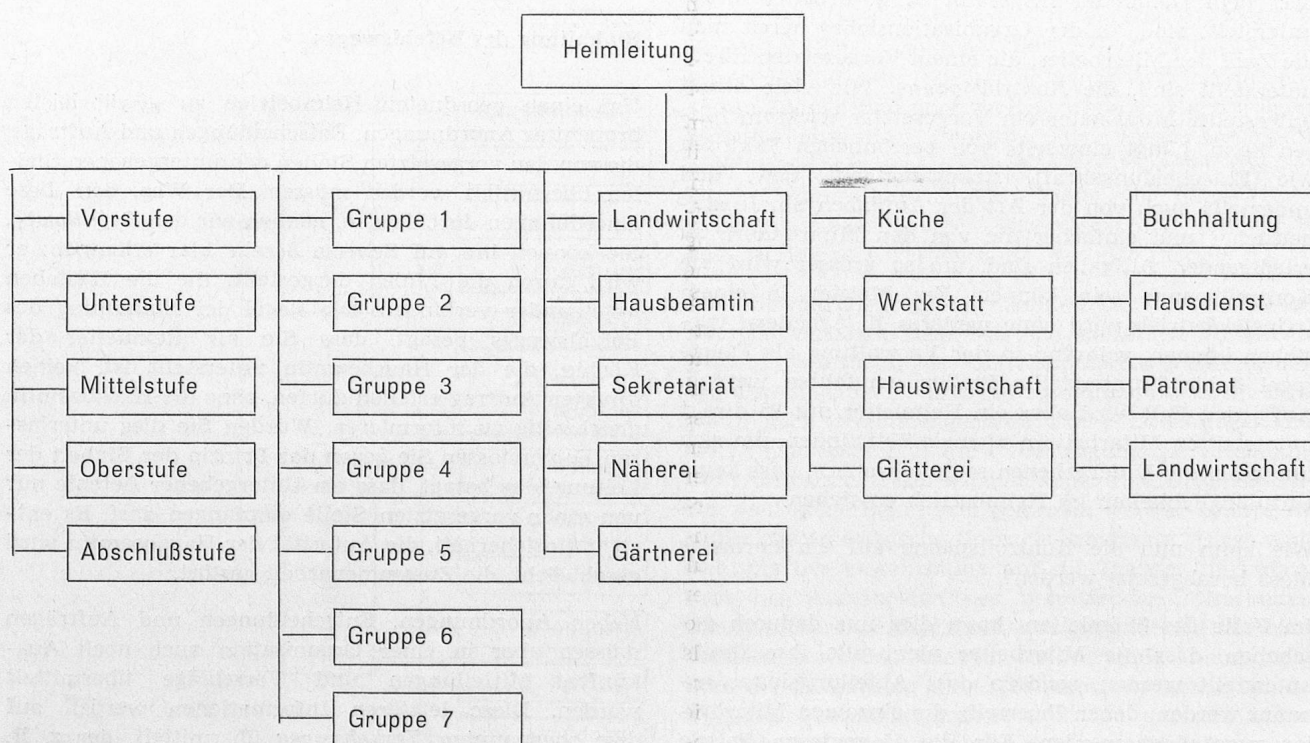 Heimleitung
Vorstufe
Unterstufe
Mittelstufe
Oberstufe
Abschlußstufe
Gruppe 1
Gruppe 2
Gruppe 3
Gruppe 4
Gruppe 5
Gruppe 6
Gruppe 7
Landwirtschaft
Hausbeamtin
Sekretariat
Näherei
Gärtnerei
Küche
Werkstatt
Hauswirtschaft
Glätterei
Buchhaltung
Hausdienst
Patronat
Landwirtschaft